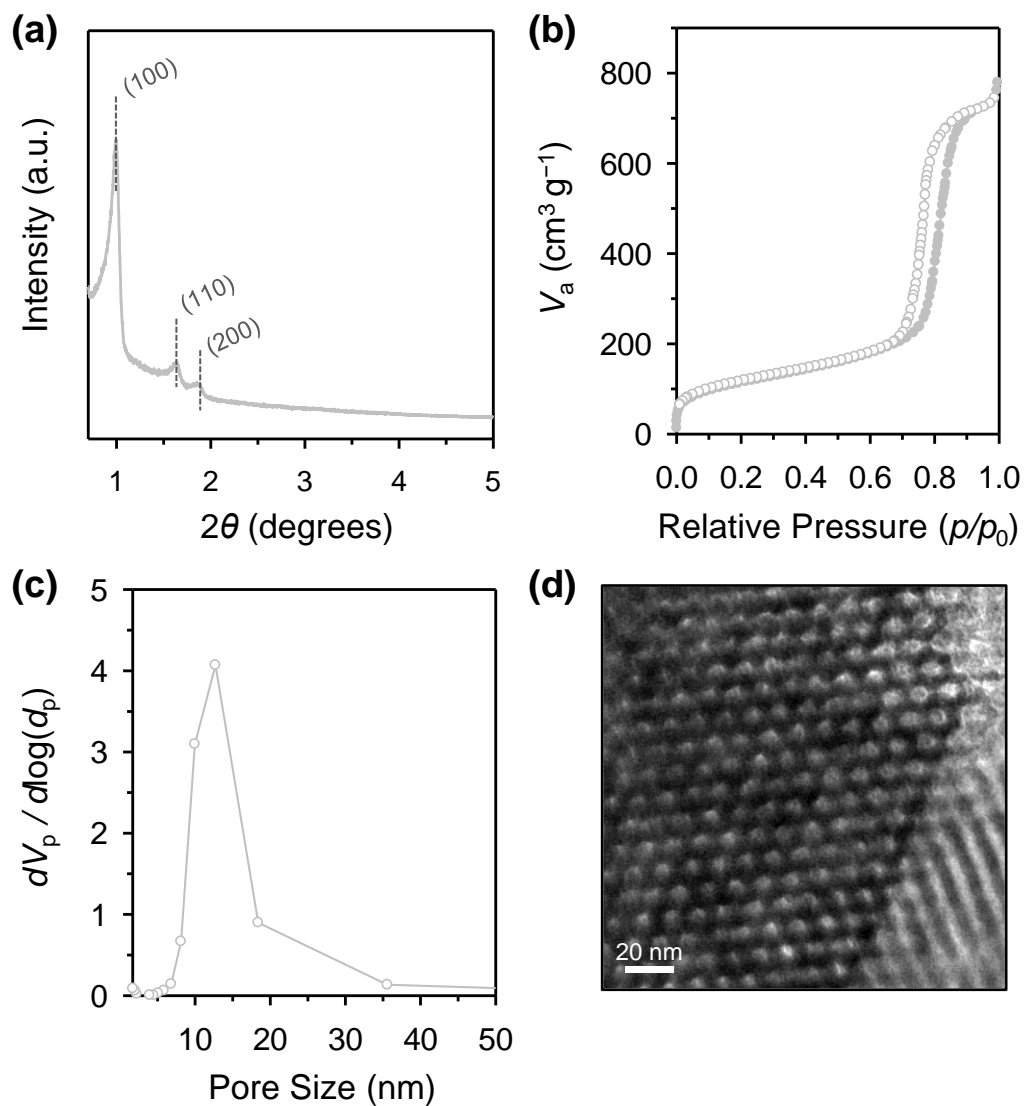 (a)
(100)
(110)
(200)
Intensity (a.u.)
1 2 3 4 5
2θ (degrees)
(b)
800
600
400
200
0
Va (cm³ g⁻¹)
0.0 0.2 0.4 0.6 0.8 1.0
Relative Pressure (p/p₀)
(c)
5
4
3
2
1
0
dVp / dlog(dp)
10 20 30 40 50
Pore Size (nm)
(d)
20 nm